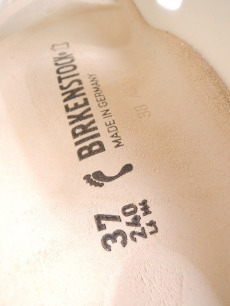 BIRKENSTOCK
MADE IN GERMANY
37
240
L6 M4